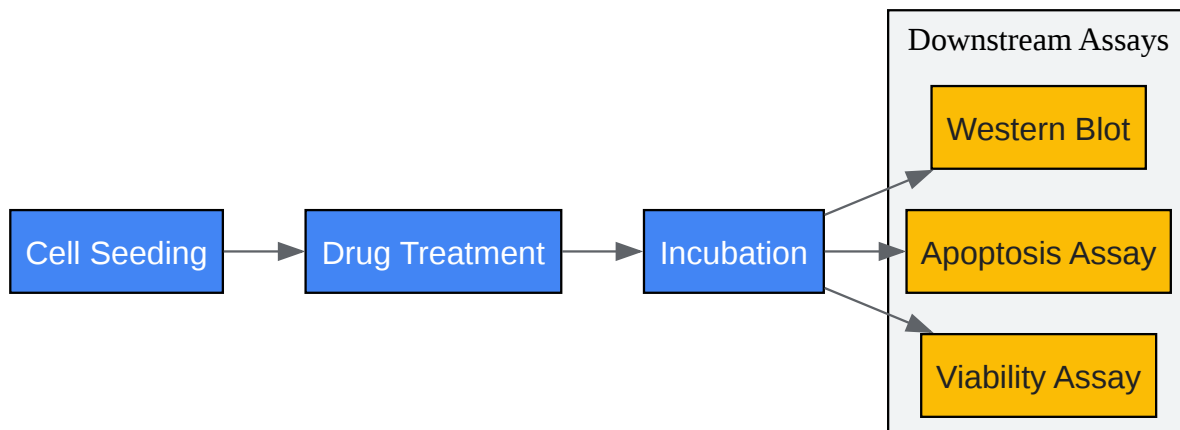 Downstream Assays
Western Blot
Cell Seeding
Drug Treatment
Incubation
Apoptosis Assay
Viability Assay